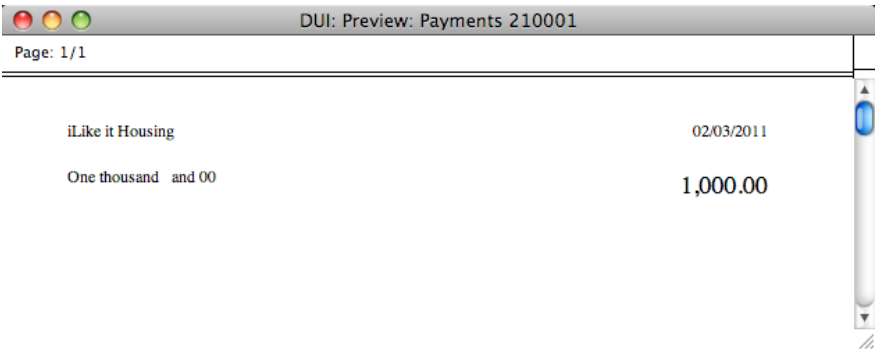 DUI: Preview: Payments 210001
Page: 1/1
iLike it Housing 02/03/2011
One thousand   and 00
1,000.00